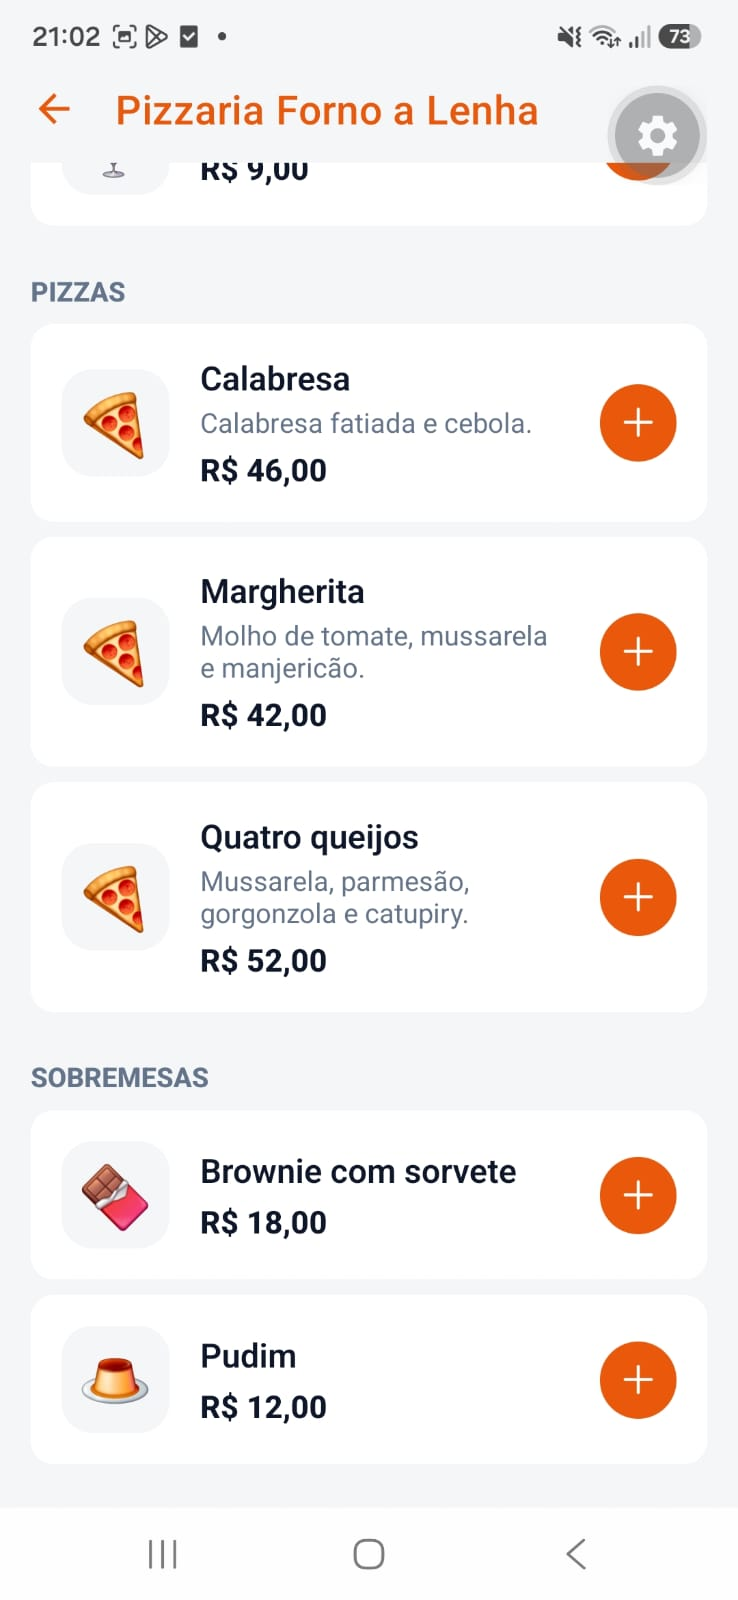 21:02
73
Pizzaria Forno a Lenha
R$ 9,00
PIZZAS
Calabresa
Calabresa fatiada e cebola.
R$ 46,00
Margherita
Molho de tomate, mussarela
e manjericão.
R$ 42,00
Quatro queijos
Mussarela, parmesão,
gorgonzola e catupiry.
R$ 52,00
SOBREMESAS
Brownie com sorvete
R$ 18,00
Pudim
R$ 12,00